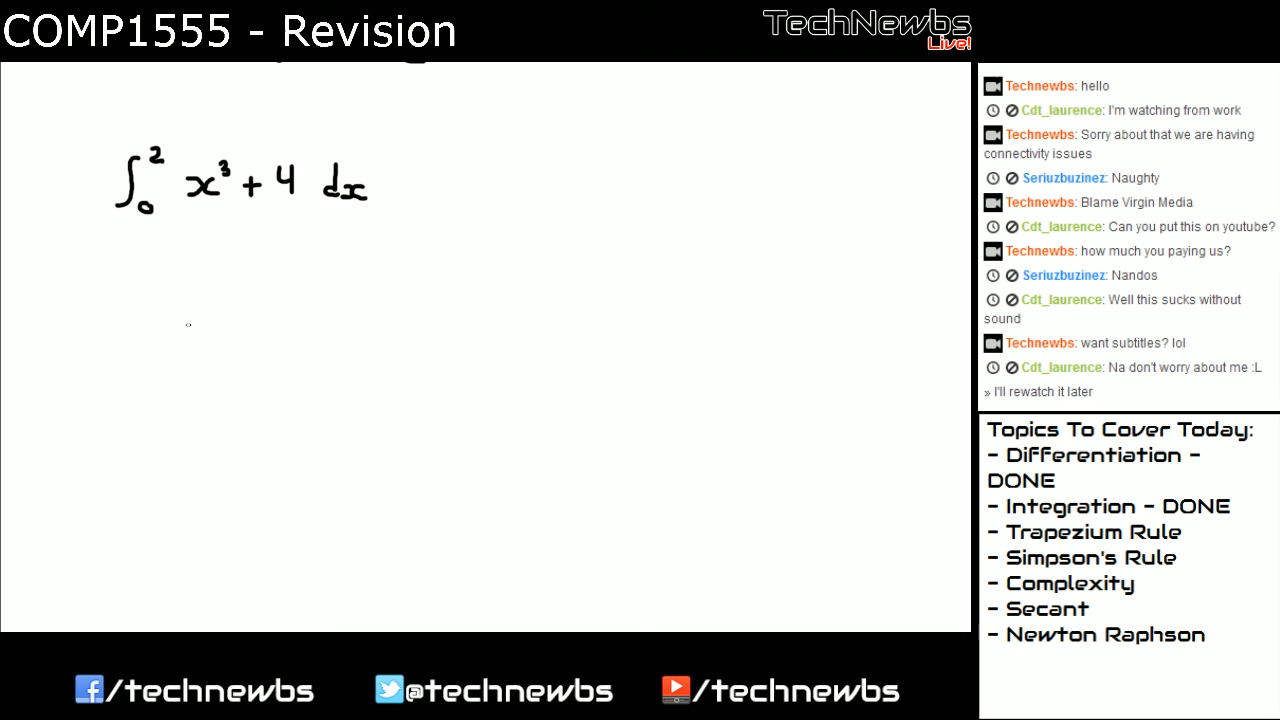 COMP1555 - Revision
TechNewbs
Live!
∫₀² x³ + 4 dx
Technewbs: hello
Cdt_laurence: I'm watching from work
Technewbs: Sorry about that we are having
connectivity issues
Seriuzbuzinez: Naughty
Technewbs: Blame Virgin Media
Cdt_laurence: Can you put this on youtube?
Technewbs: how much you paying us?
Seriuzbuzinez: Nandos
Cdt_laurence: Well this sucks without
sound
Technewbs: want subtitles? lol
Cdt_laurence: Na don't worry about me :L
» I'll rewatch it later
Topics To Cover Today:
- Differentiation -
DONE
- Integration - DONE
- Trapezium Rule
- Simpson's Rule
- Complexity
- Secant
- Newton Raphson
/technewbs
@technewbs
/technewbs